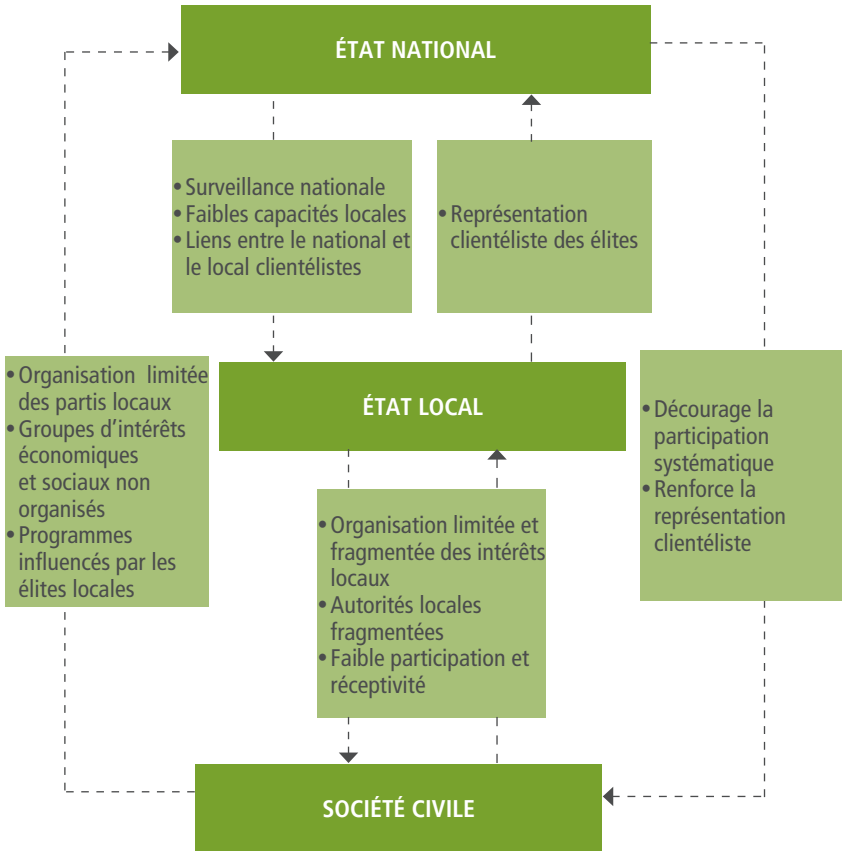 ÉTAT NATIONAL
• Surveillance nationale
• Faibles capacités locales
• Liens entre le national et
le local clientélistes
• Représentation
clientéliste des élites
• Organisation limitée
des partis locaux
• Groupes d'intérêts
économiques
et sociaux non
organisés
• Programmes
influencés par les
élites locales
ÉTAT LOCAL
• Décourage la
participation
systématique
• Renforce la
représentation
clientéliste
• Organisation limitée et
fragmentée des intérêts
locaux
• Autorités locales
fragmentées
• Faible participation et
réceptivité
SOCIÉTÉ CIVILE